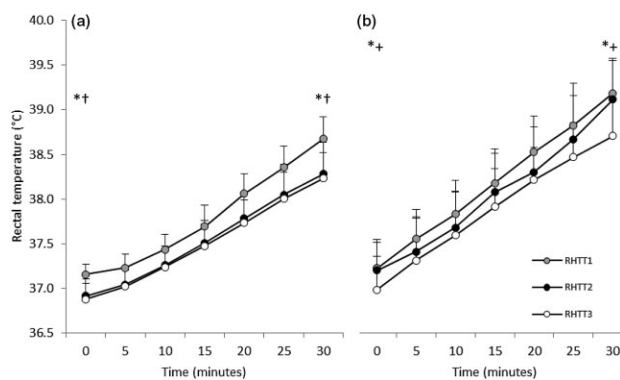 (a)
(b)
Rectal temperature (°C)
40.0
39.5
39.0
38.5
38.0
37.5
37.0
36.5
*†
*†
*+
*+
RHTT1
RHTT2
RHTT3
0 5 10 15 20 25 30
0 5 10 15 20 25 30
Time (minutes)
Time (minutes)